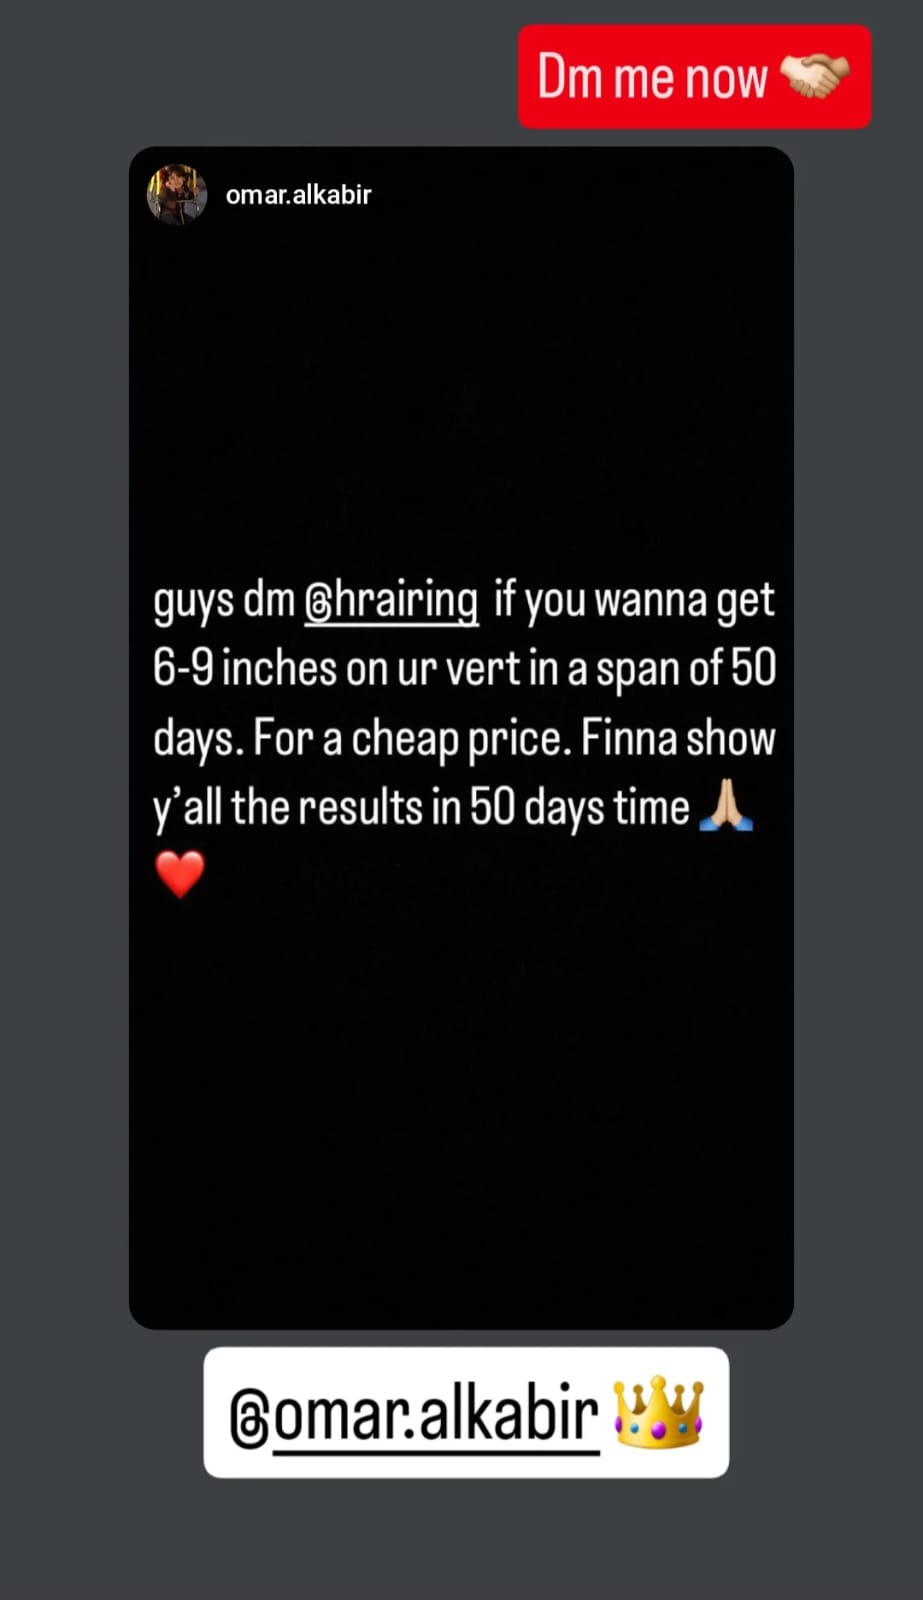 Dm me now 🤝🏼
omar.alkabir
guys dm @hrairing if you wanna get
6-9 inches on ur vert in a span of 50
days. For a cheap price. Finna show
y’all the results in 50 days time 🙏🏼
❤️
@omar.alkabir 👑